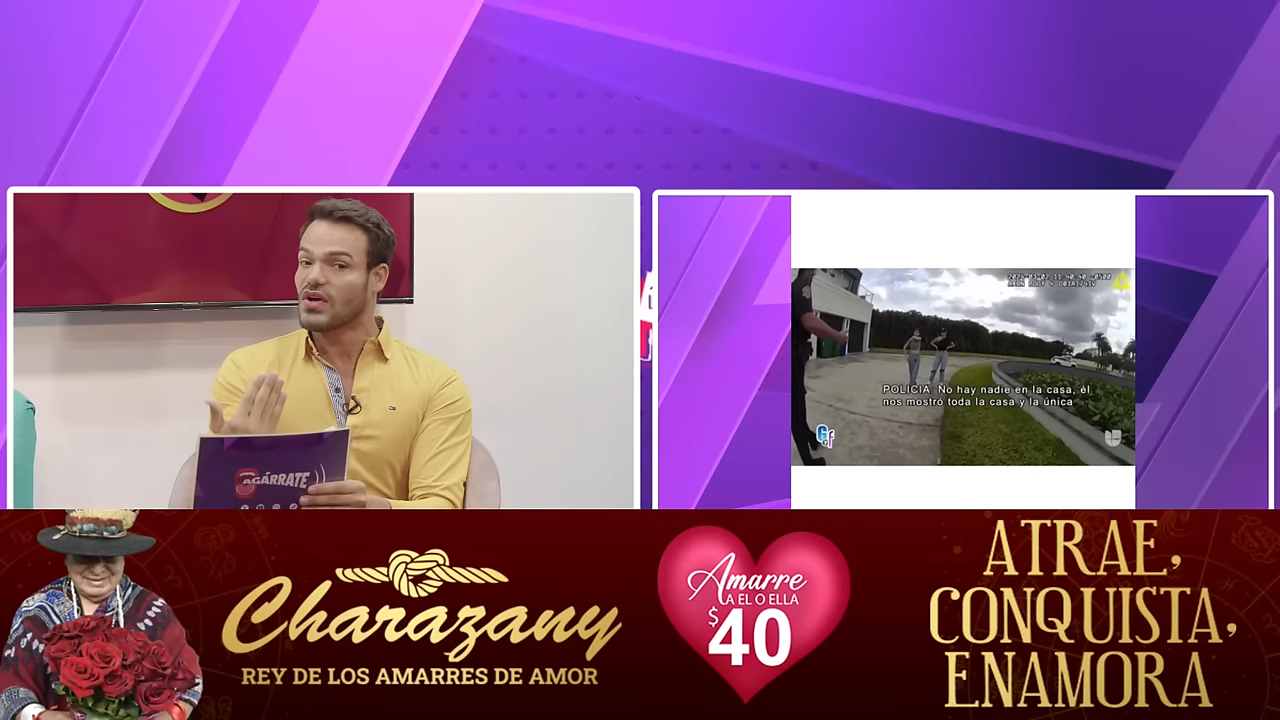 AGÁRRATE
POLICÍA: No hay nadie en la casa, él
nos mostró toda la casa y la única
Charazany
REY DE LOS AMARRES DE AMOR
Amarre
A EL O ELLA
$40
ATRAE,
CONQUISTA,
ENAMORA